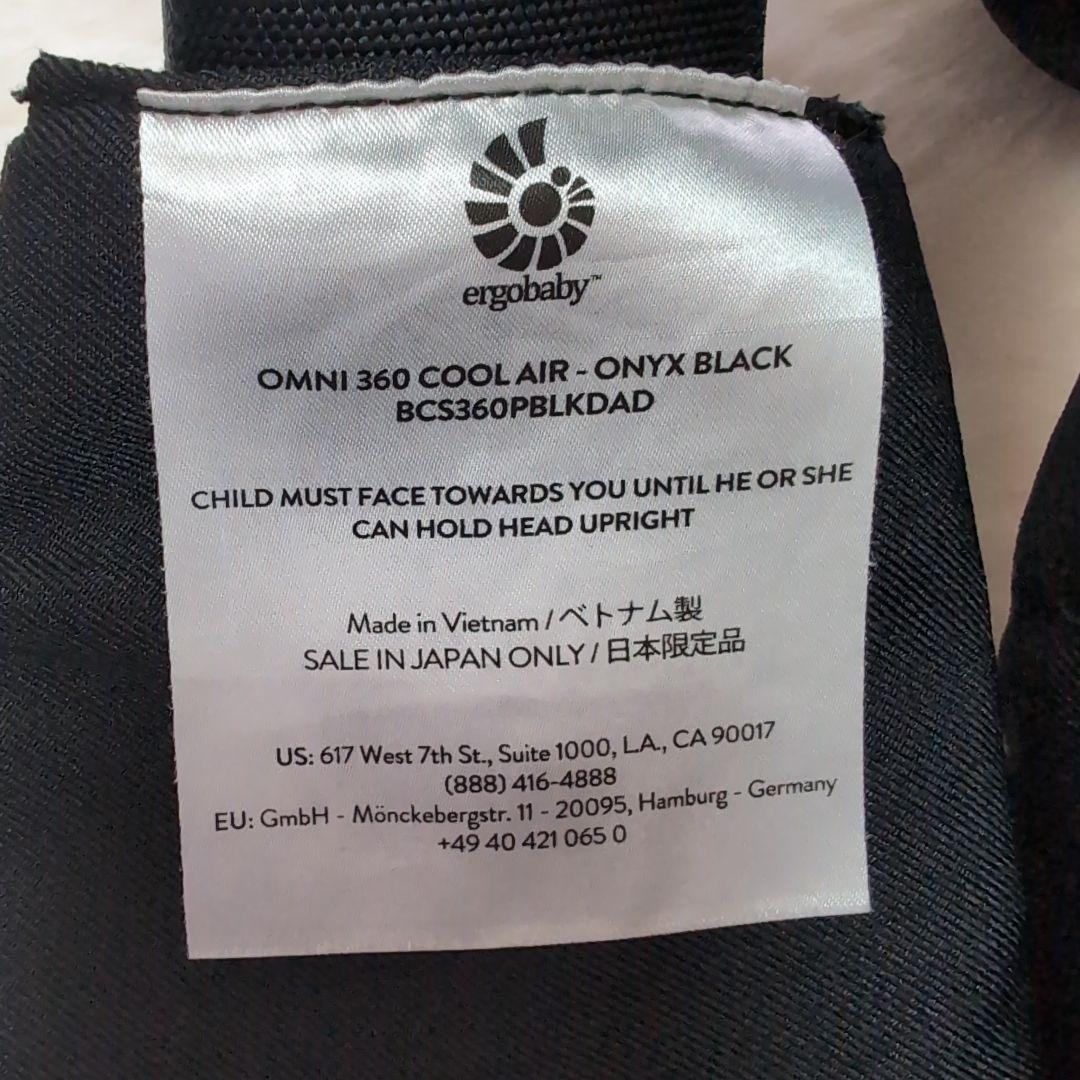 ergobaby™
OMNI 360 COOL AIR - ONYX BLACK
BCS360PBLKDAD
CHILD MUST FACE TOWARDS YOU UNTIL HE OR SHE
CAN HOLD HEAD UPRIGHT
Made in Vietnam / ベトナム製
SALE IN JAPAN ONLY / 日本限定品
US: 617 West 7th St., Suite 1000, LA., CA 90017
(888) 416-4888
EU: GmbH - Mönckebergstr. 11 - 20095, Hamburg - Germany
+49 40 421 065 0